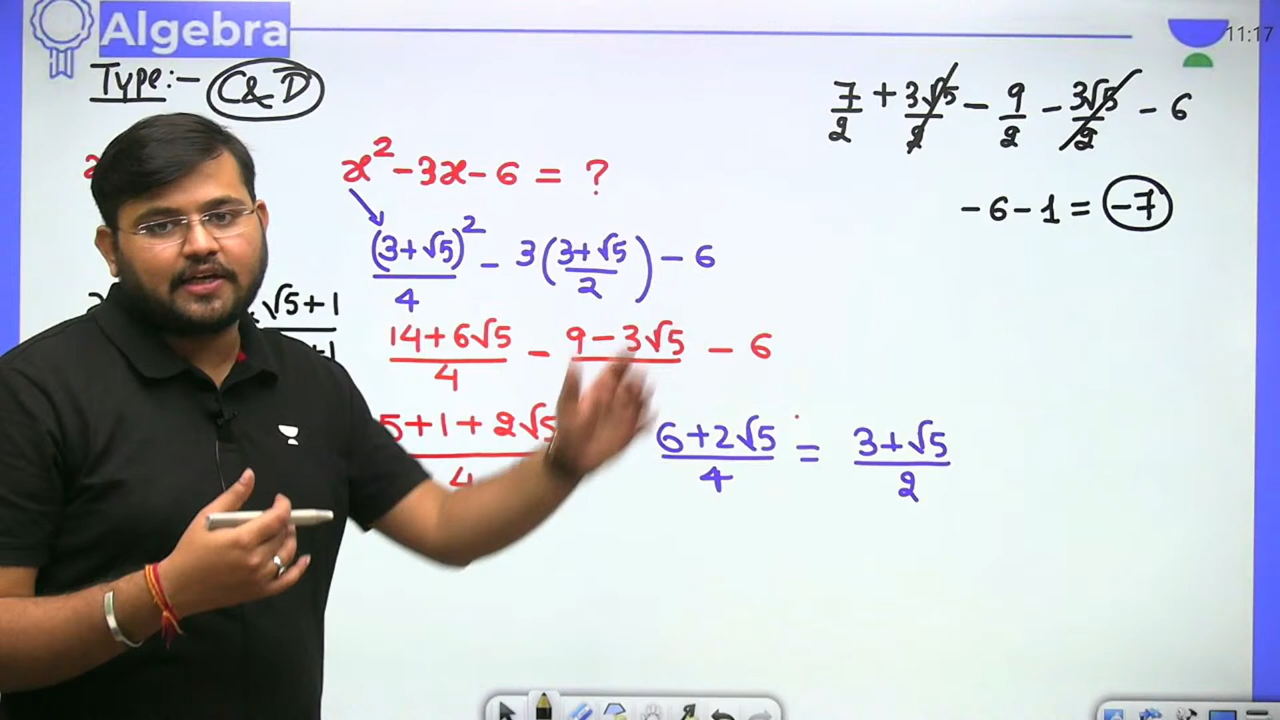 Algebra
11:17
Type:- C&D
7/2 + 3√5/2 - 9/2 - 3√5/2 - 6
x² - 3x - 6 = ?
-6-1 = -7
(3+√5)²/4 - 3(3+√5/2) - 6
√5+1
14+6√5/4 - 9-3√5 - 6
5+1+2√5/4
6+2√5/4 = 3+√5/2